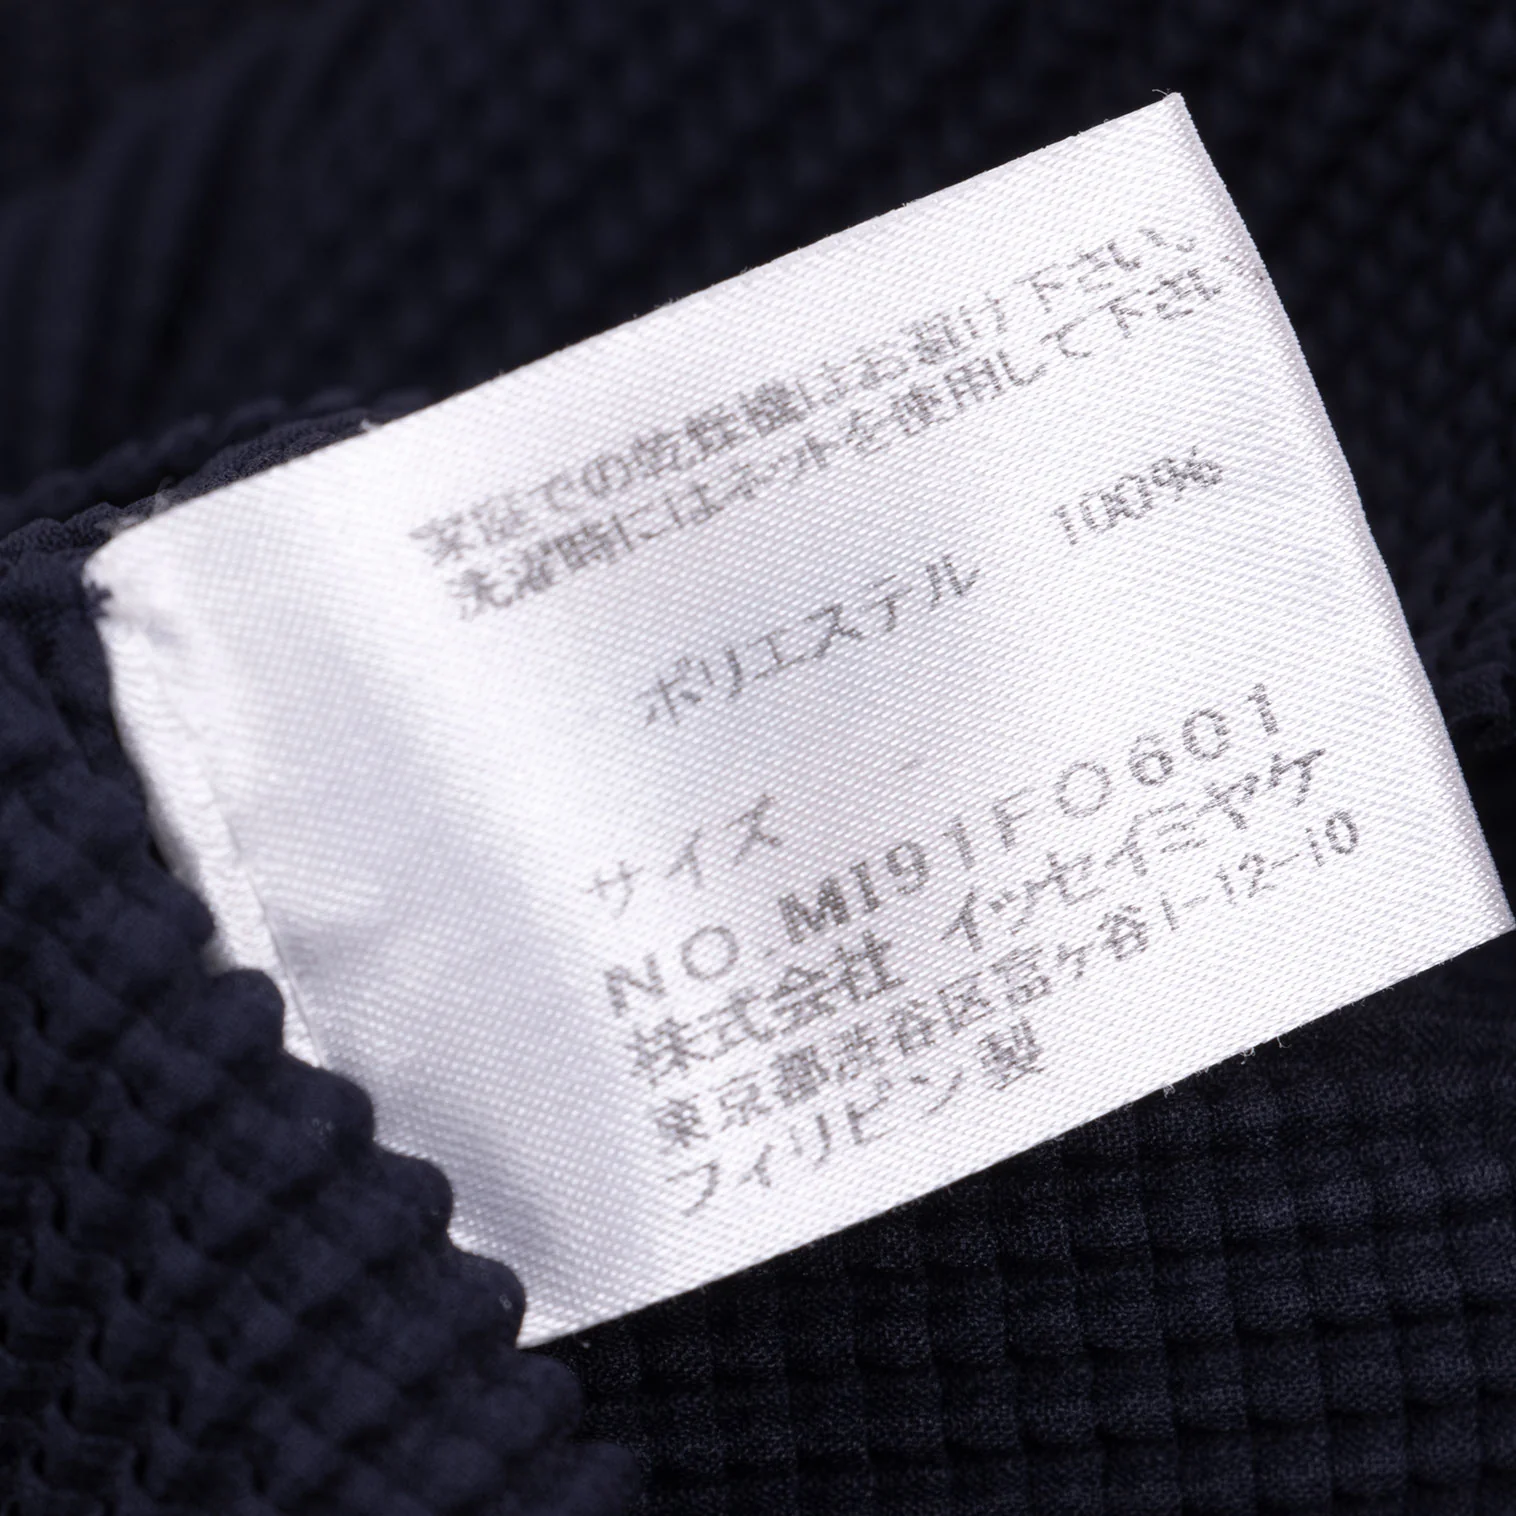 家庭での乾燥機はお避け下さい
洗濯時にはネットを使用して下さい
ポリエステル 100%
サイズ
NO.MI91FO601
株式会社 イッセイミヤケ
東京都渋谷区富ヶ谷1-12-10
フィリピン製